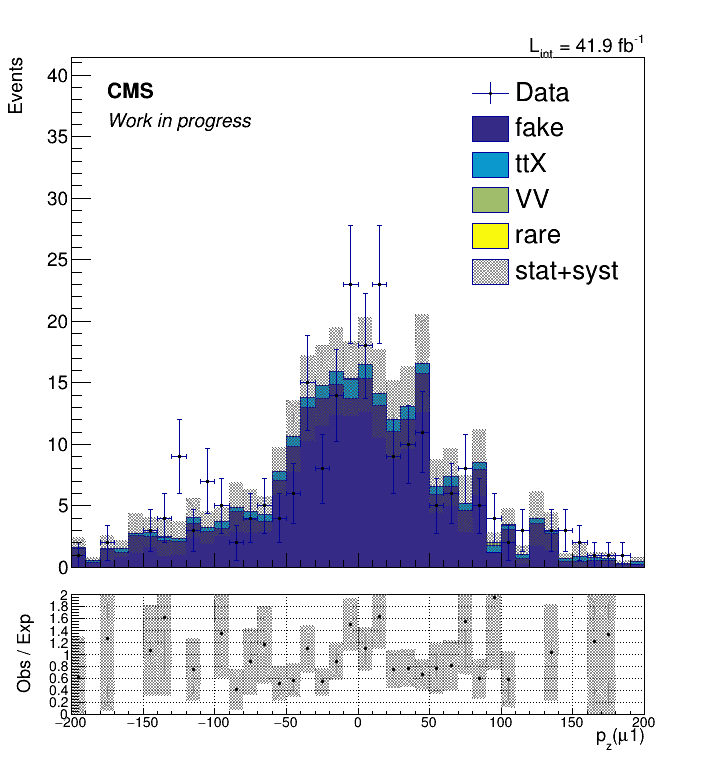 L_int = 41.9 fb^-1
Events
CMS
Work in progress
Data
fake
ttX
VV
rare
stat+syst
40
35
30
25
20
15
10
5
0
Obs / Exp
2
1.8
1.6
1.4
1.2
1
0.8
0.6
0.4
0.2
0
−200 −150 −100 −50 0 50 100 150 200
p_z(μ1)